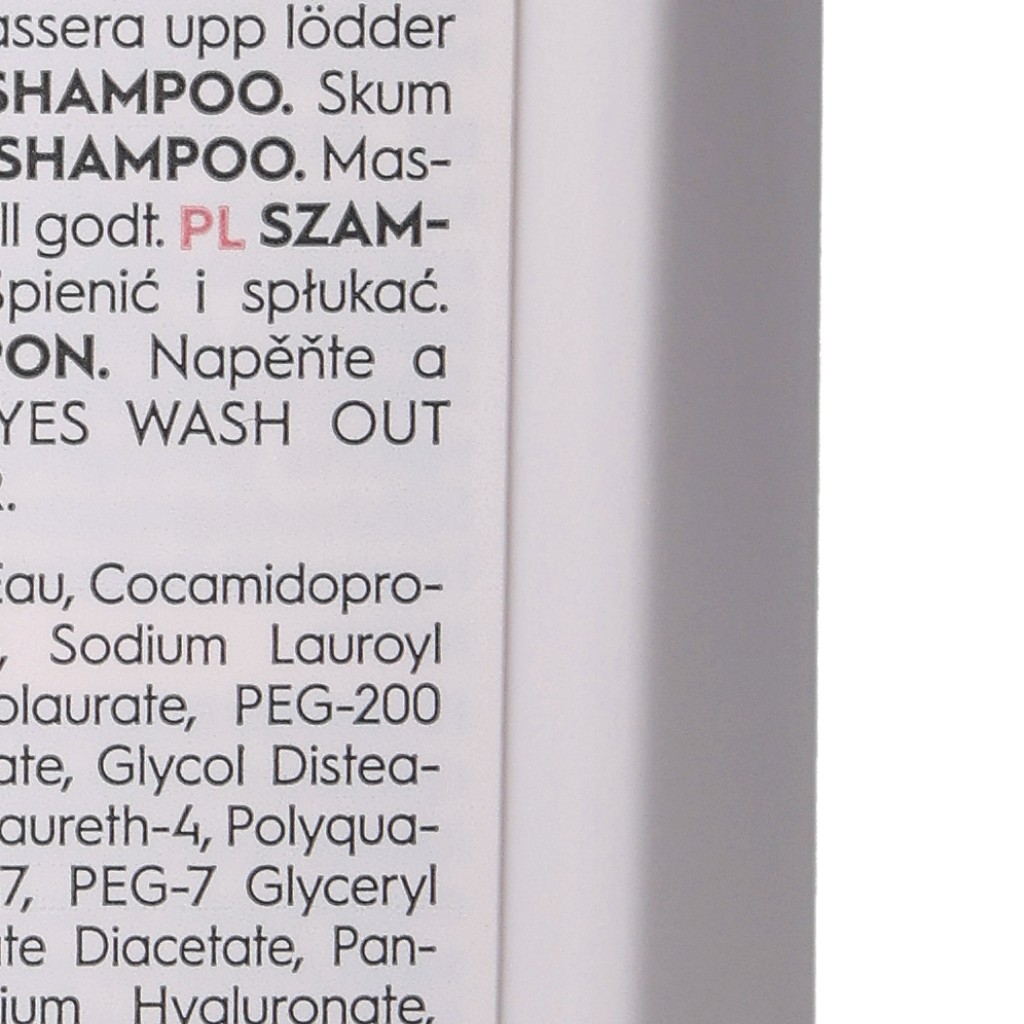 assera upp lödder
SHAMPOO. Skum
SHAMPOO. Mas-
ll godt. PL SZAM-
Spienić i spłukać.
PON. Napěňte a
YES WASH OUT
R.
Eau, Cocamidopro-
, Sodium Lauroyl
olaurate, PEG-200
ate, Glycol Distea-
aureth-4, Polyqua-
7, PEG-7 Glyceryl
te Diacetate, Pan-
ium Hyaluronate,